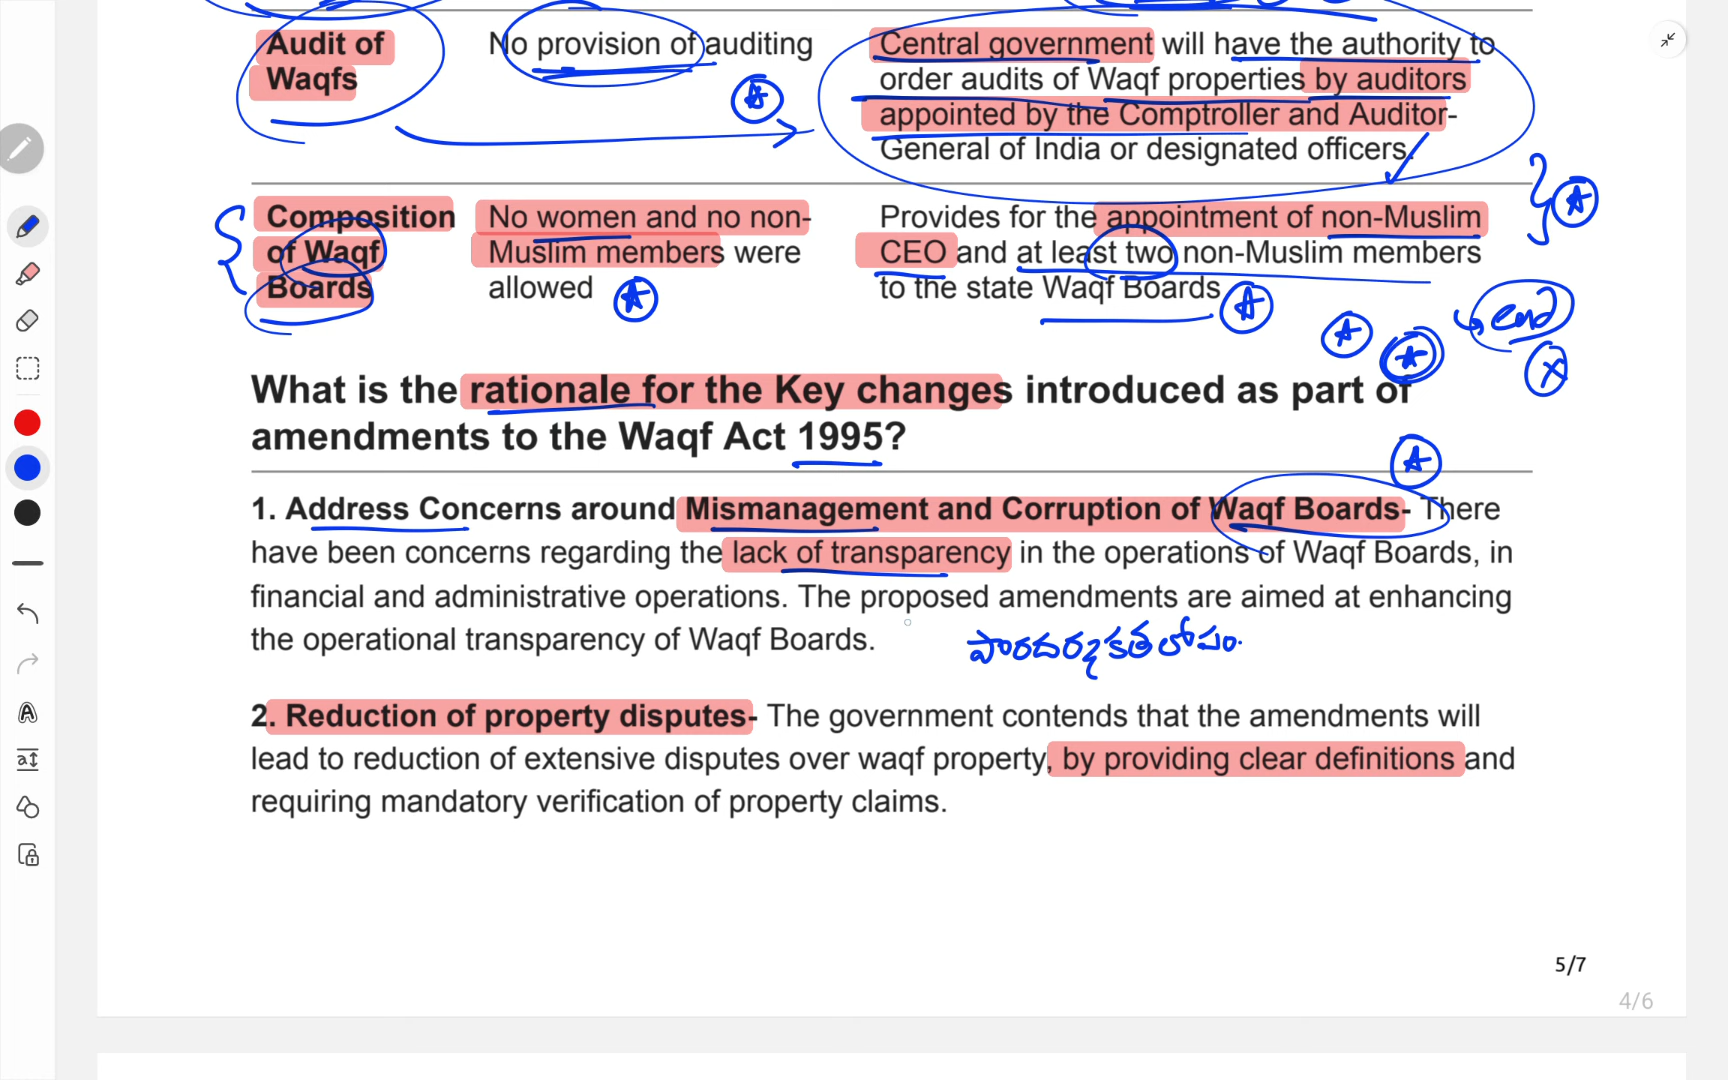 Audit of
Waqfs
No provision of auditing
Central government will have the authority to
order audits of Waqf properties by auditors
appointed by the Comptroller and Auditor-
General of India or designated officers.
Composition
of Waqf
Boards
No women and no non-
Muslim members were
allowed
Provides for the appointment of non-Muslim
CEO and at least two non-Muslim members
to the state Waqf Boards
end
What is the rationale for the Key changes introduced as part of
amendments to the Waqf Act 1995?
1. Address Concerns around Mismanagement and Corruption of Waqf Boards- There
have been concerns regarding the lack of transparency in the operations of Waqf Boards, in
financial and administrative operations. The proposed amendments are aimed at enhancing
the operational transparency of Waqf Boards.
పారదర్శకత లోపం.
2. Reduction of property disputes- The government contends that the amendments will
lead to reduction of extensive disputes over waqf property, by providing clear definitions and
requiring mandatory verification of property claims.
5/7
4/6